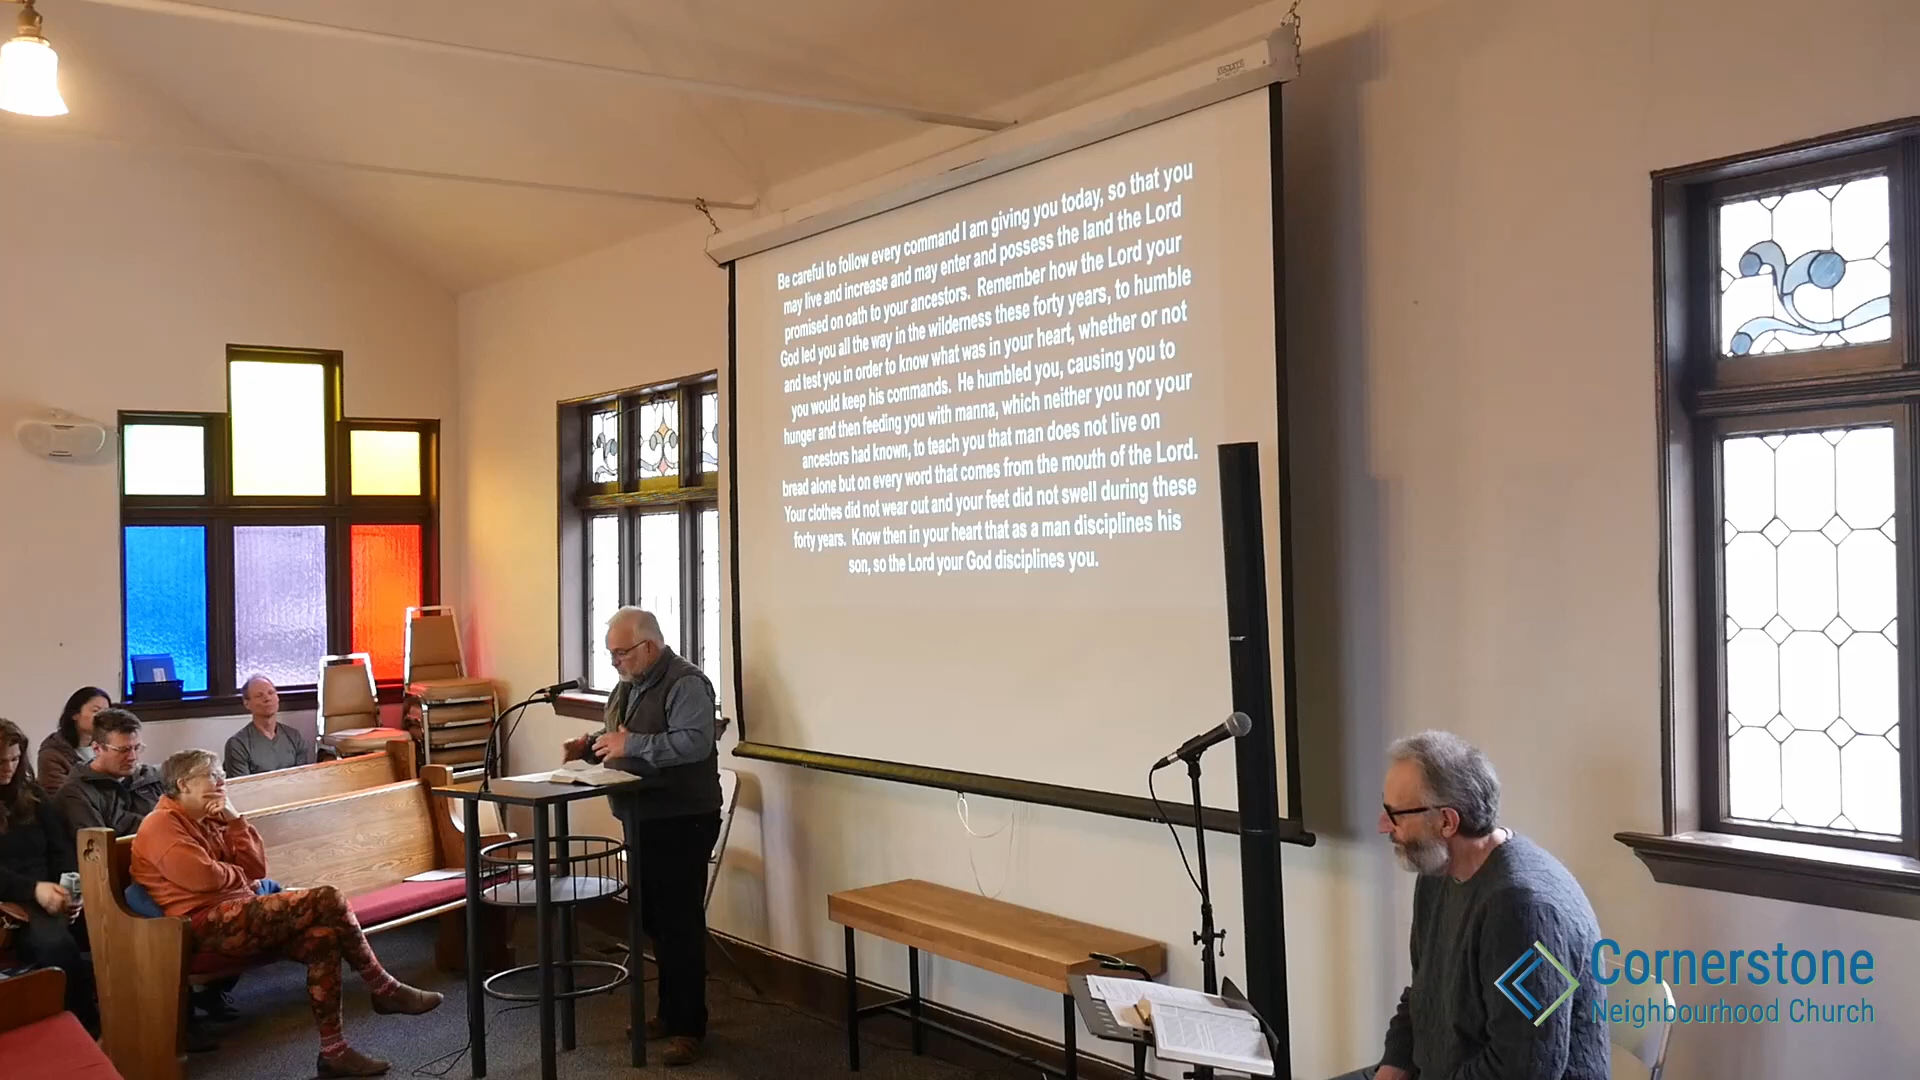 Be careful to follow every command I am giving you today, so that you
may live and increase and may enter and possess the land the Lord
promised on oath to your ancestors. Remember how the Lord your
God led you all the way in the wilderness these forty years, to humble
and test you in order to know what was in your heart, whether or not
you would keep his commands. He humbled you, causing you to
hunger and then feeding you with manna, which neither you nor your
ancestors had known, to teach you that man does not live on
bread alone but on every word that comes from the mouth of the Lord.
Your clothes did not wear out and your feet did not swell during these
forty years. Know then in your heart that as a man disciplines his
son, so the Lord your God disciplines you.
Cornerstone
Neighbourhood Church